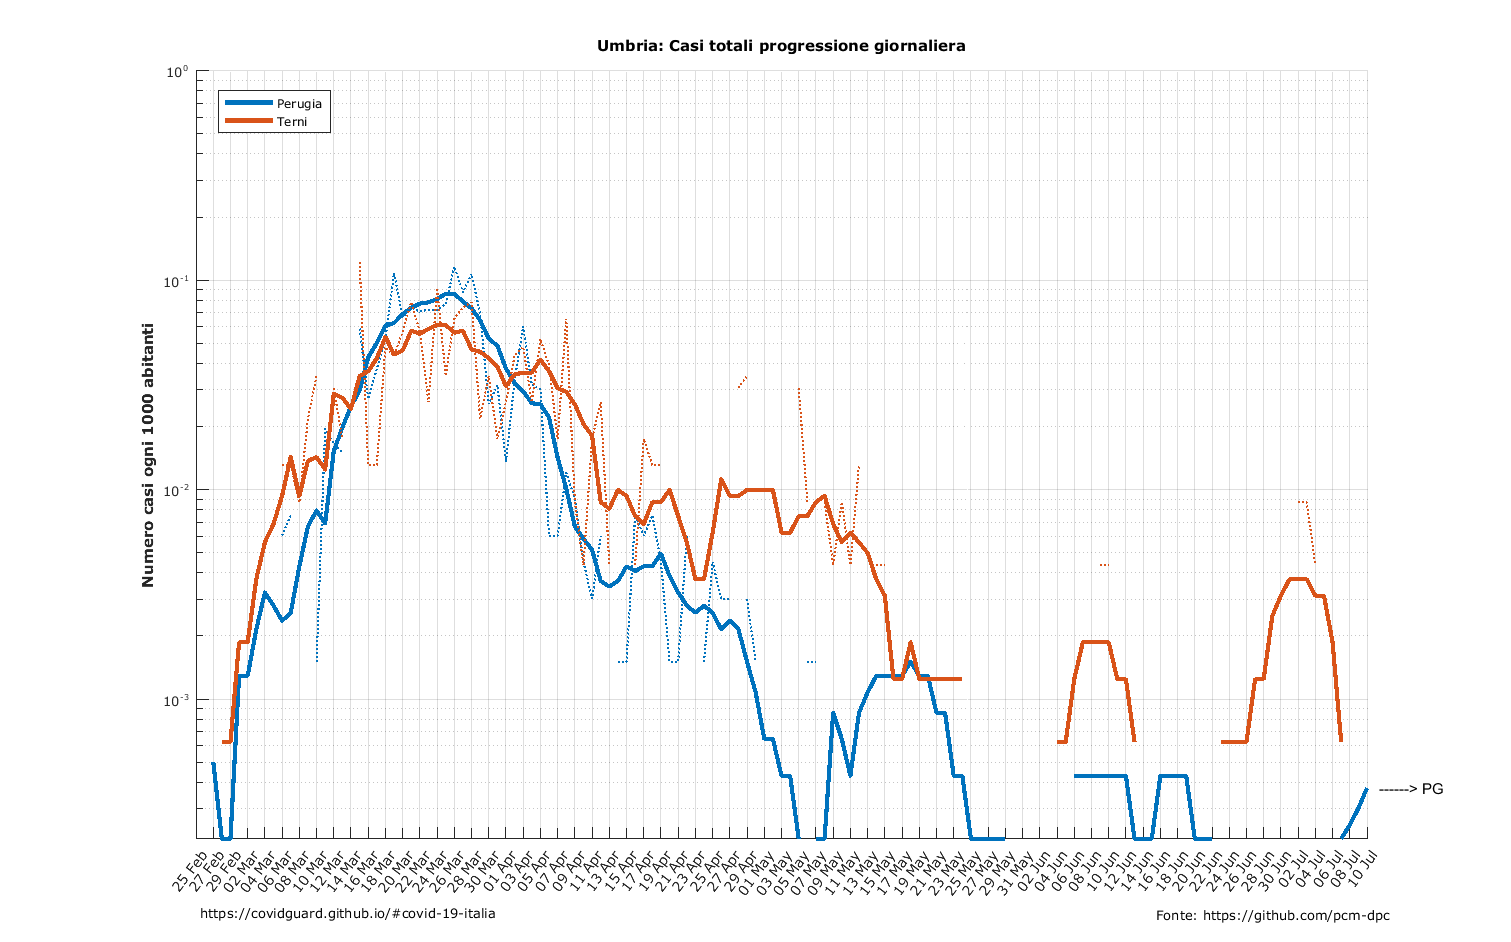 Umbria: Casi totali progressione giornaliera
10⁰
Perugia
Terni
10⁻¹
Numero casi ogni 1000 abitanti
10⁻²
10⁻³
------> PG
25 Feb
27 Feb
29 Feb
02 Mar
04 Mar
06 Mar
08 Mar
10 Mar
12 Mar
14 Mar
16 Mar
18 Mar
20 Mar
22 Mar
24 Mar
26 Mar
28 Mar
30 Mar
01 Apr
03 Apr
05 Apr
07 Apr
09 Apr
11 Apr
13 Apr
15 Apr
17 Apr
19 Apr
21 Apr
23 Apr
25 Apr
27 Apr
29 Apr
01 May
03 May
05 May
07 May
09 May
11 May
13 May
15 May
17 May
19 May
21 May
23 May
25 May
27 May
29 May
31 May
02 Jun
04 Jun
06 Jun
08 Jun
10 Jun
12 Jun
14 Jun
16 Jun
18 Jun
20 Jun
22 Jun
24 Jun
26 Jun
28 Jun
30 Jun
02 Jul
04 Jul
06 Jul
08 Jul
10 Jul
https://covidguard.github.io/#covid-19-italia
Fonte: https://github.com/pcm-dpc